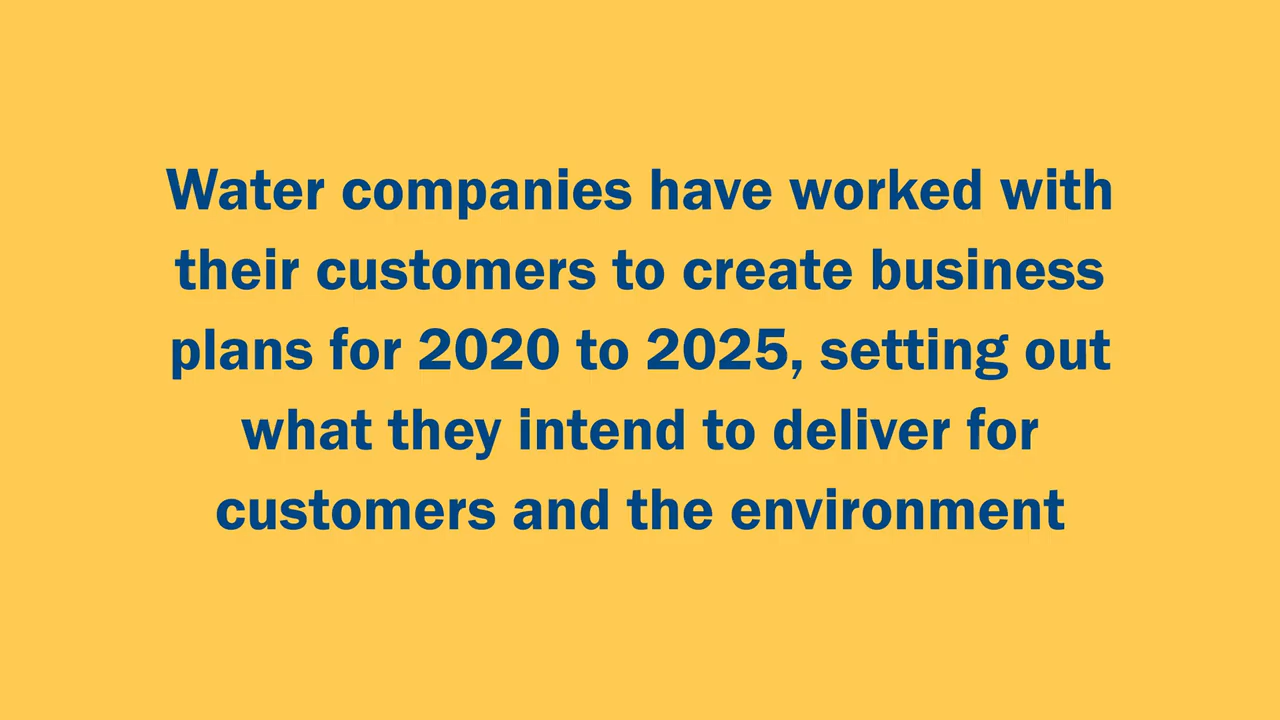 Water companies have worked with
their customers to create business
plans for 2020 to 2025, setting out
what they intend to deliver for
customers and the environment